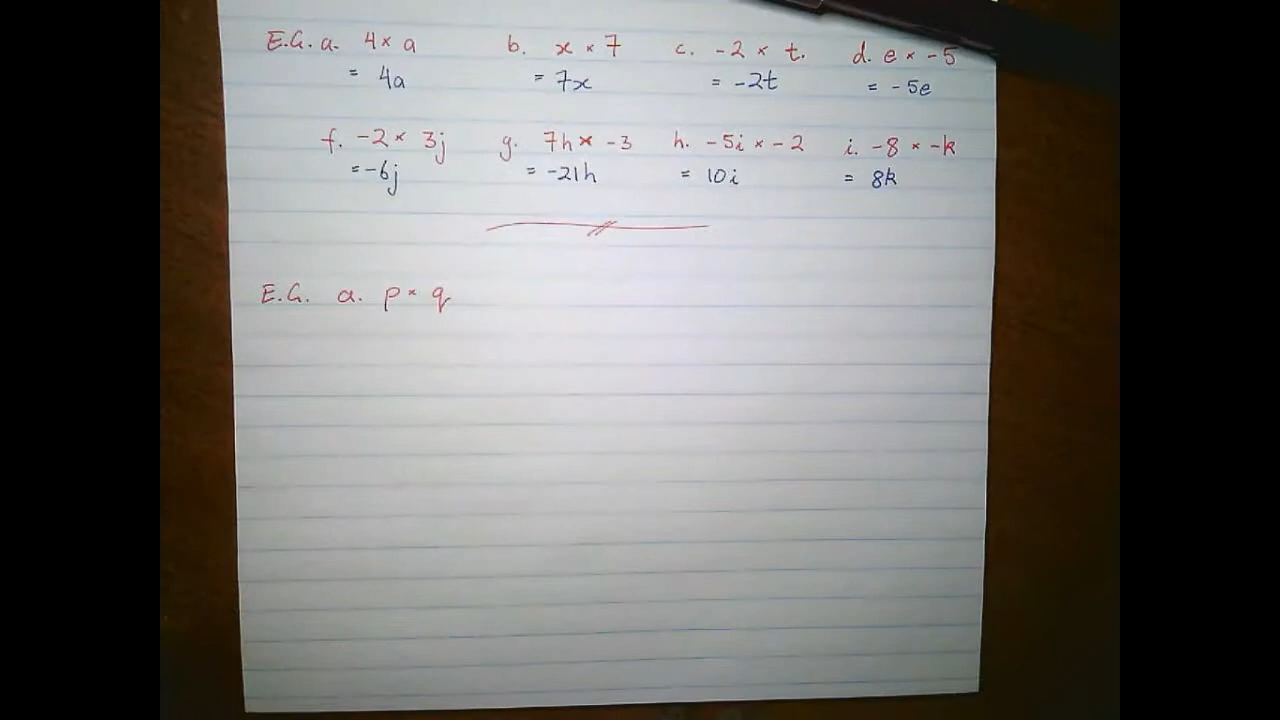 E.G. a. 4 × a b. x × 7 c. -2 × t. d. e × -5
= 4a = 7x = -2t = -5e
f. -2 × 3j g. 7h × -3 h. -5i × -2 i. -8 × -k
= -6j = -21h = 10i = 8k
E.G. a. p × q